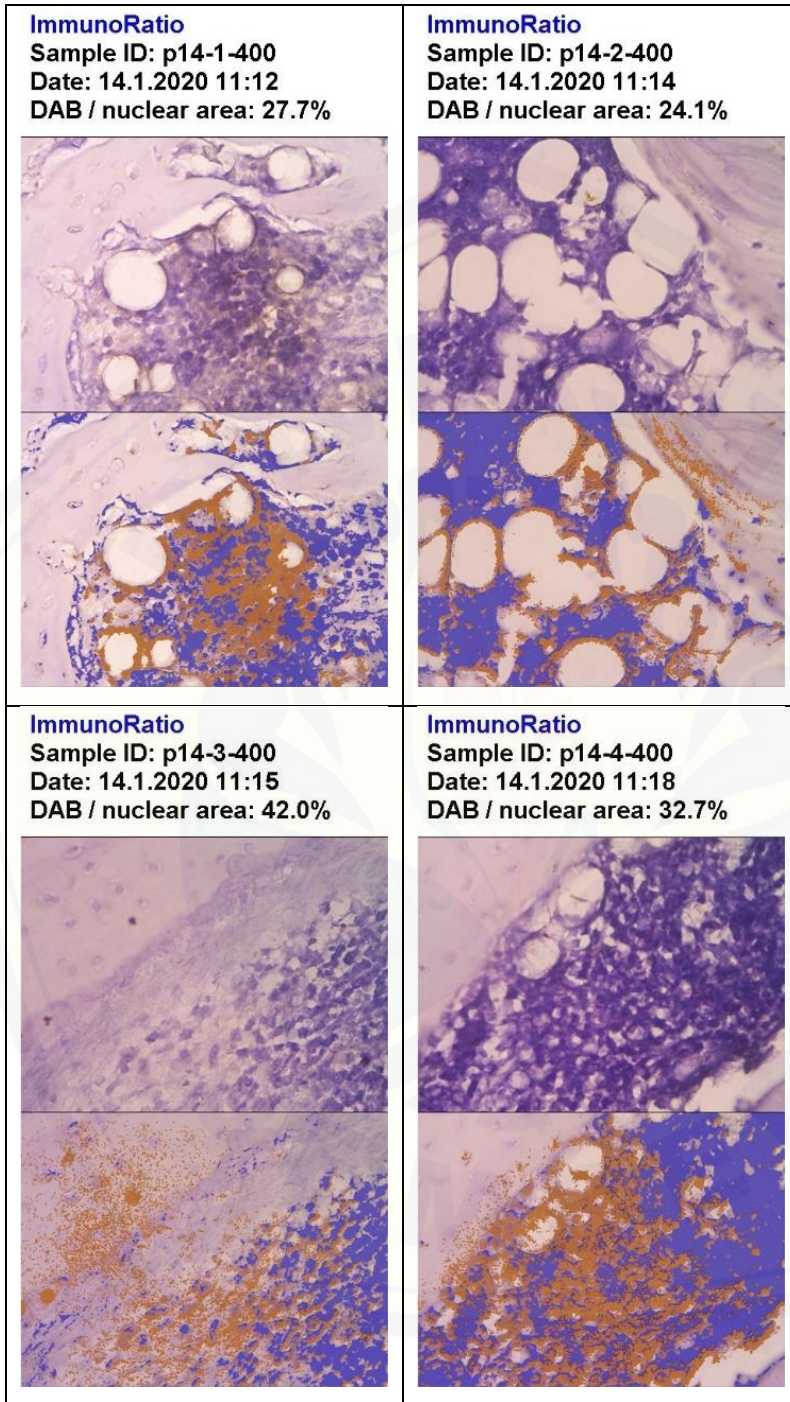 ImmunoRatio
Sample ID: p14-1-400
Date: 14.1.2020 11:12
DAB / nuclear area: 27.7%
ImmunoRatio
Sample ID: p14-2-400
Date: 14.1.2020 11:14
DAB / nuclear area: 24.1%
ImmunoRatio
Sample ID: p14-3-400
Date: 14.1.2020 11:15
DAB / nuclear area: 42.0%
ImmunoRatio
Sample ID: p14-4-400
Date: 14.1.2020 11:18
DAB / nuclear area: 32.7%